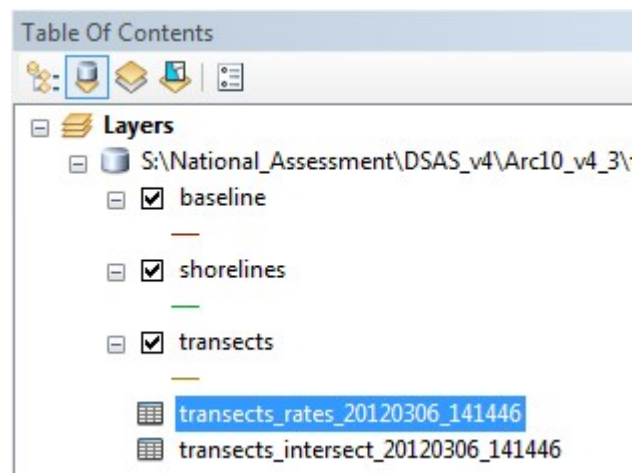 Table Of Contents
Layers
S:\National_Assessment\DSAS_v4\Arc10_v4_3\
baseline
shorelines
transects
transects_rates_20120306_141446
transects_intersect_20120306_141446